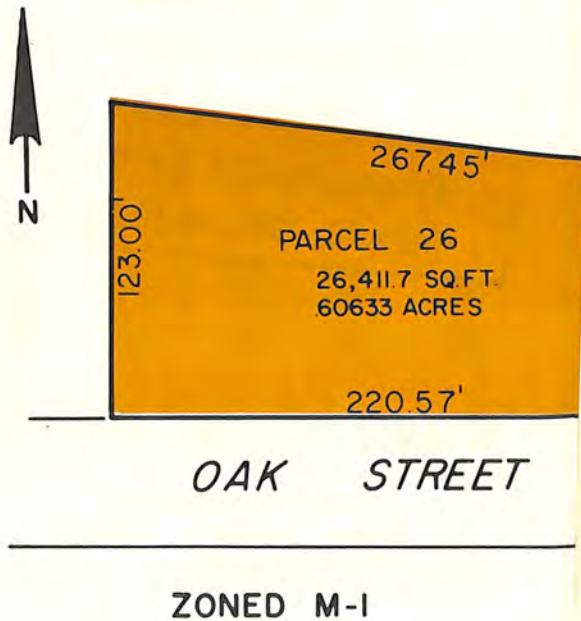 N
267.45'
123.00'
PARCEL 26
26,411.7 SQ.FT.
.60633 ACRES
220.57'
OAK STREET
ZONED M-1